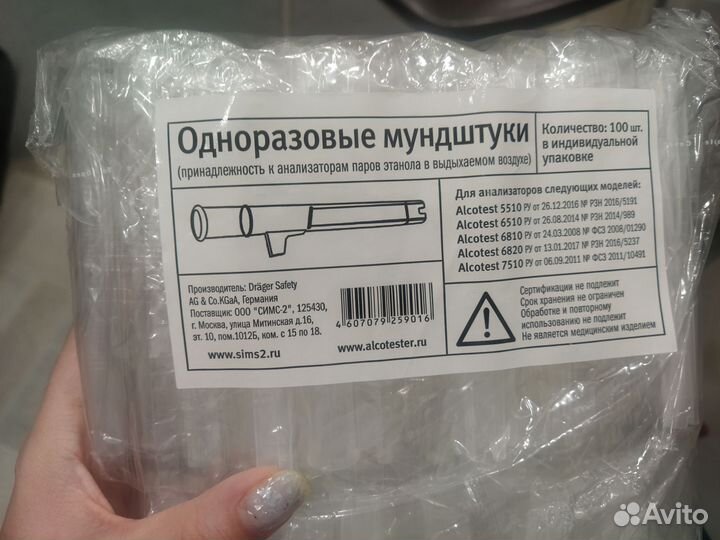 Одноразовые мундштуки
(принадлежность к анализаторам паров этанола в выдыхаемом воздухе)
Количество: 100 шт.
в индивидуальной
упаковке
Для анализаторов следующих моделей:
Alcotest 5510 РУ от 26.12.2016 № РЗН 2016/5191
Alcotest 6510 РУ от 26.08.2014 № РЗН 2014/989
Alcotest 6810 РУ от 24.03.2008 № ФСЗ 2008/01290
Alcotest 6820 РУ от 13.01.2017 № РЗН 2016/5237
Alcotest 7510 РУ от 06.09.2011 № ФСЗ 2011/10491
Производитель: Dräger Safety
AG & Co.KGaA, Германия
Поставщик: ООО "СИМС-2", 125430,
г. Москва, улица Митинская д.16,
эт. 10, пом.1012Б, ком. с 15 по 18.
www.sims2.ru
4 607079 259016
www.alcotester.ru
Сертификации не подлежит
Срок хранения не ограничен
Обработке и повторному
использованию не подлежит
Не является медицинским изделием
Avito